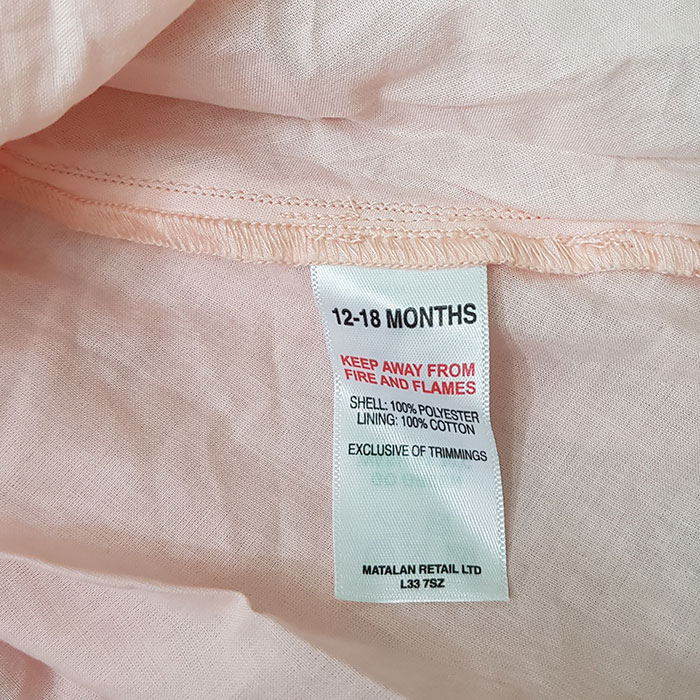 12-18 MONTHS
KEEP AWAY FROM
FIRE AND FLAMES
SHELL: 100% POLYESTER
LINING: 100% COTTON
EXCLUSIVE OF TRIMMINGS
MATALAN RETAIL LTD
L33 7SZ